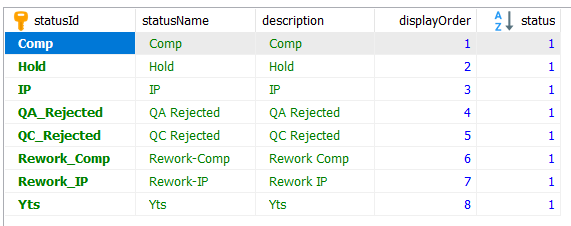 statusId statusName description displayOrder AZ status
Comp Comp Comp 1 1
Hold Hold Hold 2 1
IP IP IP 3 1
QA_Rejected QA Rejected QA Rejected 4 1
QC_Rejected QC Rejected QC Rejected 5 1
Rework_Comp Rework-Comp Rework Comp 6 1
Rework_IP Rework-IP Rework IP 7 1
Yts Yts Yts 8 1